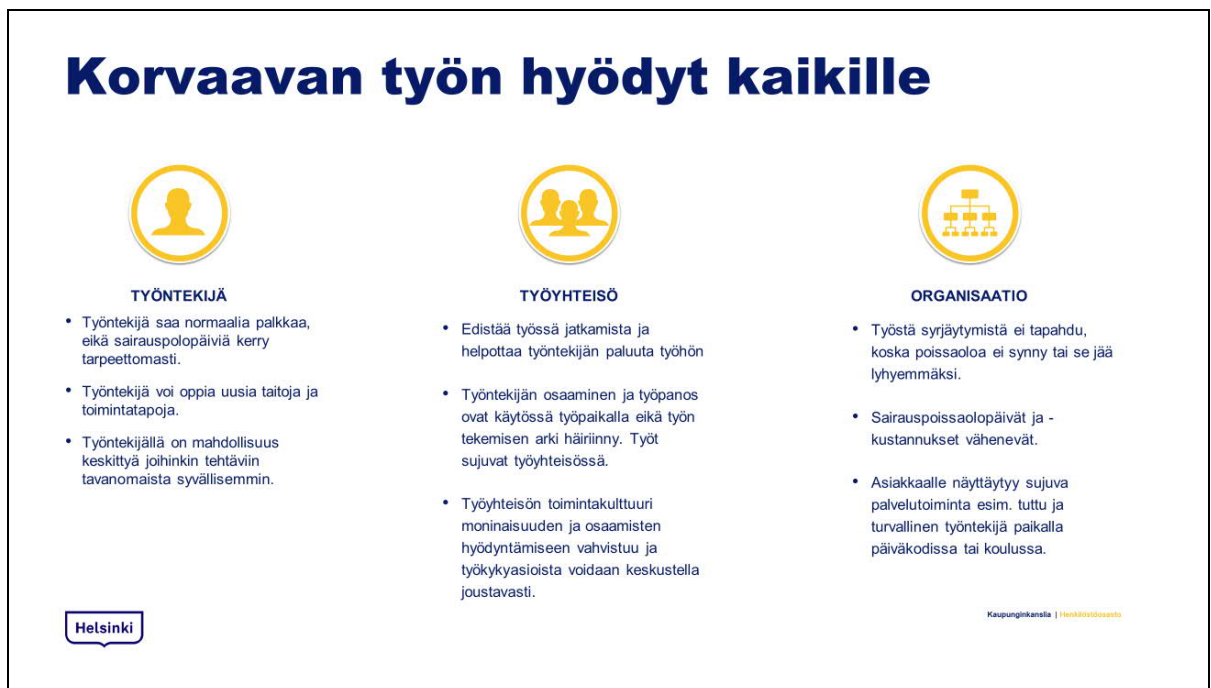 Korvaavan työn hyödyt kaikille
TYÖNTEKIJÄ
• Työntekijä saa normaalia palkkaa,
eikä sairauspolopäiviä kerry
tarpeettomasti.
• Työntekijä voi oppia uusia taitoja ja
toimintatapoja.
• Työntekijällä on mahdollisuus
keskittyä joihinkin tehtäviin
tavanomaista syvällisemmin.
TYÖYHTEISÖ
• Edistää työssä jatkamista ja
helpottaa työntekijän paluuta työhön
• Työntekijän osaaminen ja työpanos
ovat käytössä työpaikalla eikä työn
tekemisen arki häiriinny. Työt
sujuvat työyhteisössä.
• Työyhteisön toimintakulttuuri
moninaisuuden ja osaamisten
hyödyntämiseen vahvistuu ja
työkykyasioista voidaan keskustella
joustavasti.
ORGANISAATIO
• Työstä syrjäytymistä ei tapahdu,
koska poissaoloa ei synny tai se jää
lyhyemmäksi.
• Sairauspoissaolopäivät ja -
kustannukset vähenevät.
• Asiakkaalle näyttäytyy sujuva
palvelutoiminta esim. tuttu ja
turvallinen työntekijä paikalla
päiväkodissa tai koulussa.
Helsinki
Kaupunginkanslia | Henkilöstöosasto